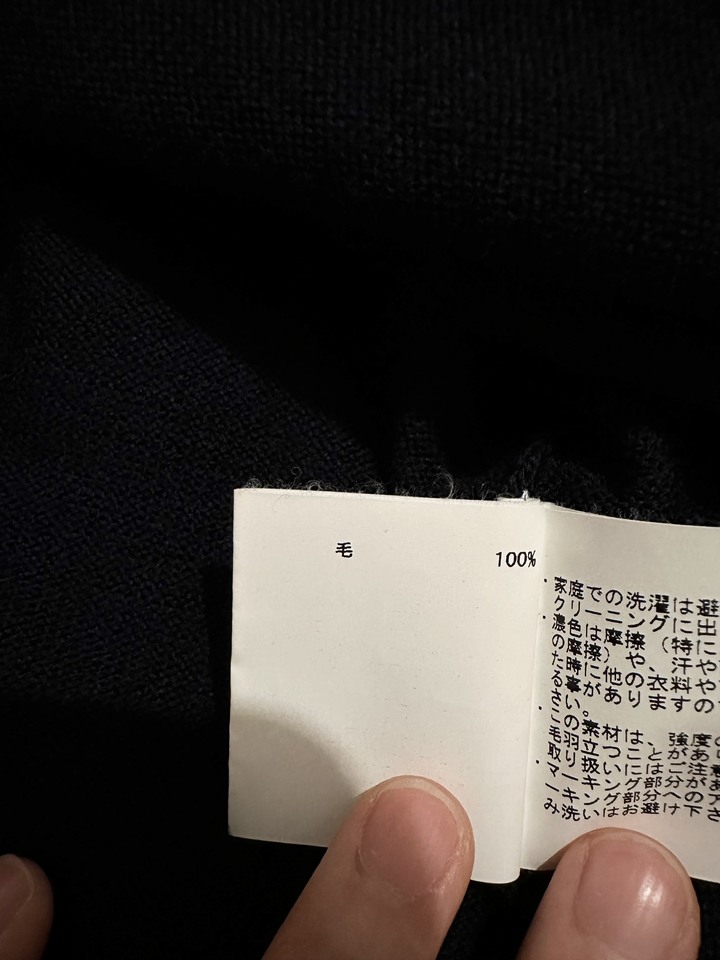 毛 100%
・家庭での洗濯は避
クリーニングに出
・濃色は摩擦（特に
の摩擦）や、汗や
た時に他の衣料や
る事がありますの
さい。
・この素材は、強度の
毛羽立つことがあり
取り扱いにはご注意
・マーキング部分があ
ーキング部分へのア
み洗いはお避け下さ